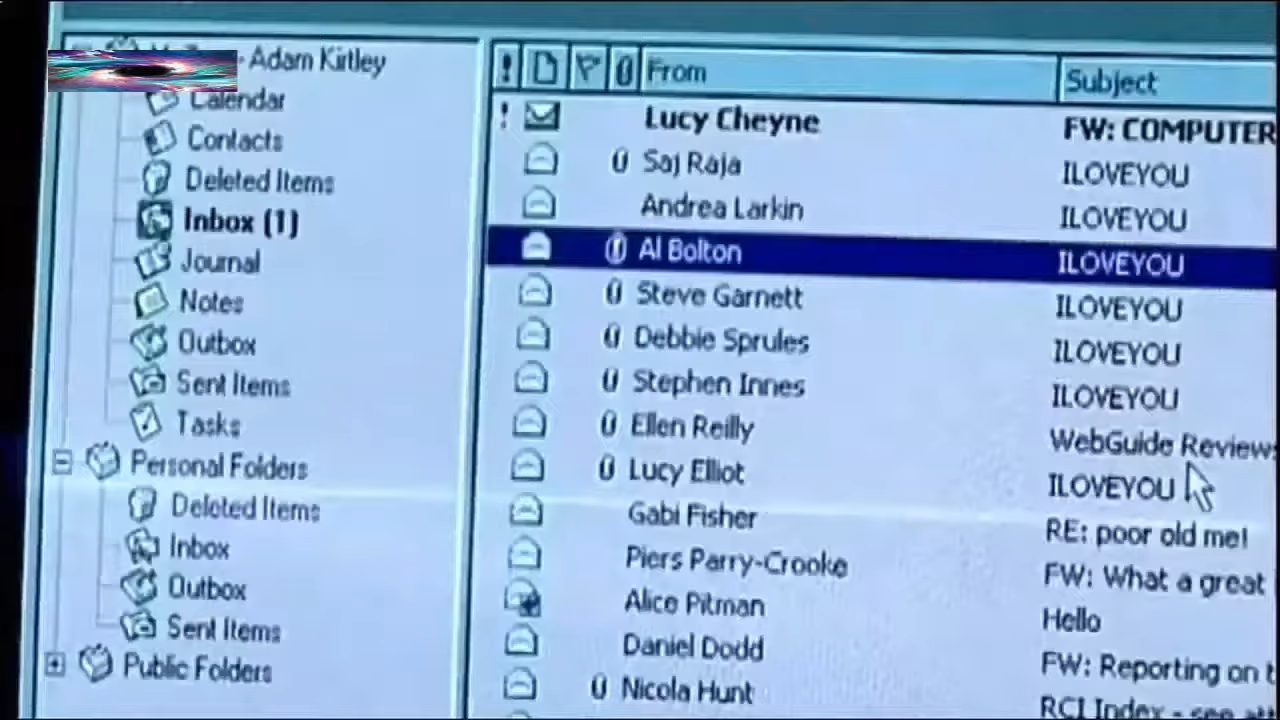 - Adam Kirtley
Calendar
Contacts
Deleted Items
Inbox (1)
Journal
Notes
Outbox
Sent Items
Tasks
Personal Folders
Deleted Items
Inbox
Outbox
Sent Items
Public Folders
! From Subject
! Lucy Cheyne FW: COMPUTER
Saj Raja ILOVEYOU
Andrea Larkin ILOVEYOU
Al Bolton ILOVEYOU
Steve Garnett ILOVEYOU
Debbie Sprules ILOVEYOU
Stephen Innes ILOVEYOU
Ellen Reilly WebGuide Reviews
Lucy Elliot ILOVEYOU
Gabi Fisher RE: poor old me!
Piers Parry-Crooke FW: What a great
Alice Pitman Hello
Daniel Dodd FW: Reporting on t
Nicola Hunt RCI Index - see att